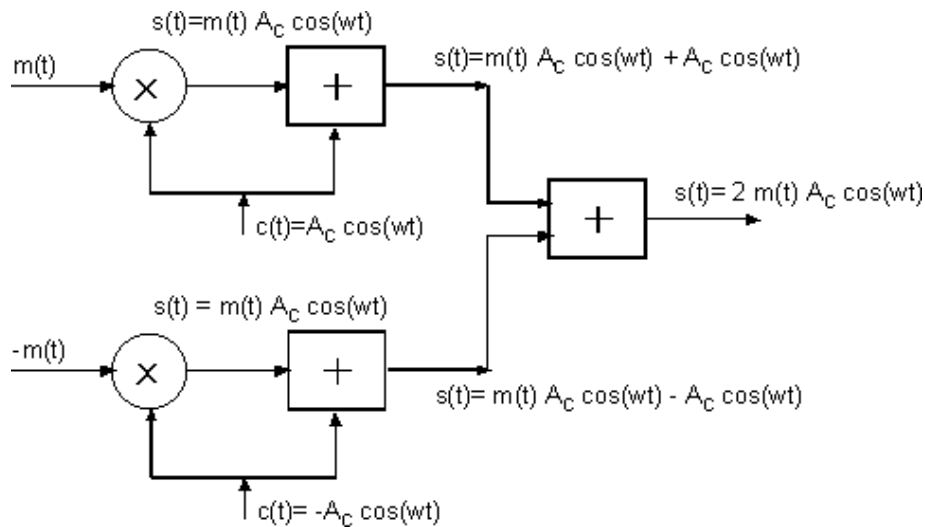 s(t)=m(t) A_C cos(wt)
m(t)
×
+
s(t)=m(t) A_C cos(wt) + A_C cos(wt)
c(t)=A_C cos(wt)
+
s(t)= 2 m(t) A_C cos(wt)
s(t) = m(t) A_C cos(wt)
-m(t)
×
+
s(t)= m(t) A_C cos(wt) - A_C cos(wt)
c(t)= -A_C cos(wt)